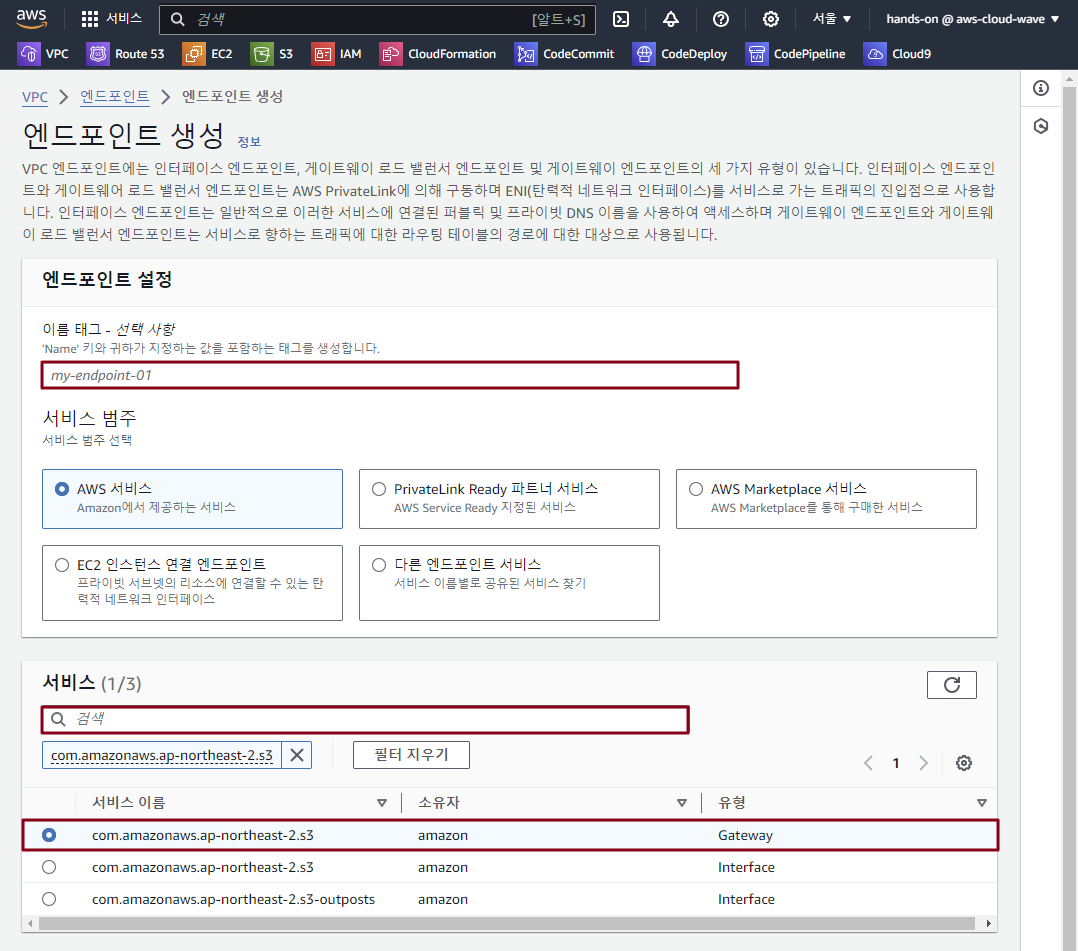 aws 서비스 검색 [알트+S] 서울 ▼ hands-on @ aws-cloud-wave ▼
VPC Route 53 EC2 S3 IAM CloudFormation CodeCommit CodeDeploy CodePipeline Cloud9
VPC > 엔드포인트 > 엔드포인트 생성
엔드포인트 생성 정보
VPC 엔드포인트에는 인터페이스 엔드포인트, 게이트웨이 로드 밸런서 엔드포인트 및 게이트웨이 엔드포인트의 세 가지 유형이 있습니다. 인터페이스 엔드포인
트와 게이트웨어 로드 밸런서 엔드포인트는 AWS PrivateLink에 의해 구동하며 ENI(탄력적 네트워크 인터페이스)를 서비스로 가는 트래픽의 진입점으로 사용합
니다. 인터페이스 엔드포인트는 일반적으로 이러한 서비스에 연결된 퍼블릭 및 프라이빗 DNS 이름을 사용하여 액세스하며 게이트웨이 엔드포인트와 게이트웨
이 로드 밸런서 엔드포인트는 서비스로 향하는 트래픽에 대한 라우팅 테이블의 경로에 대한 대상으로 사용됩니다.
엔드포인트 설정
이름 태그 - 선택 사항
'Name' 키와 귀하가 지정하는 값을 포함하는 태그를 생성합니다.
my-endpoint-01
서비스 범주
서비스 범주 선택
AWS 서비스
Amazon에서 제공하는 서비스
PrivateLink Ready 파트너 서비스
AWS Service Ready 지정된 서비스
AWS Marketplace 서비스
AWS Marketplace를 통해 구매한 서비스
EC2 인스턴스 연결 엔드포인트
프라이빗 서브넷의 리소스에 연결할 수 있는 탄
력적 네트워크 인터페이스
다른 엔드포인트 서비스
서비스 이름별로 공유된 서비스 찾기
서비스 (1/3)
검색
com.amazonaws.ap-northeast-2.s3 필터 지우기
1
서비스 이름 소유자 유형
com.amazonaws.ap-northeast-2.s3 amazon Gateway
com.amazonaws.ap-northeast-2.s3 amazon Interface
com.amazonaws.ap-northeast-2.s3-outposts amazon Interface